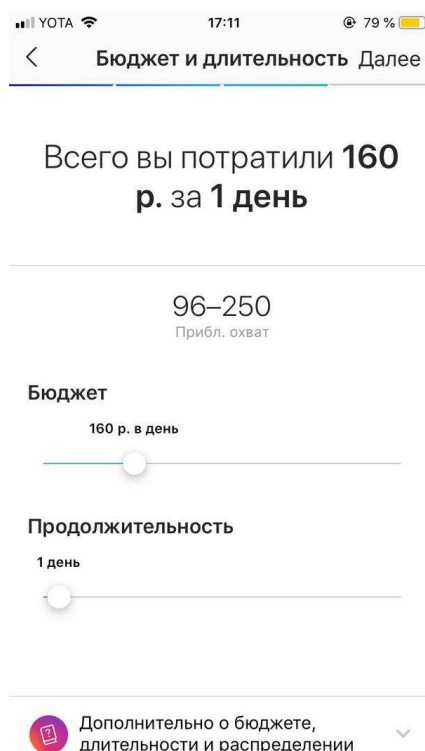 YOTA 17:11 79 %
Бюджет и длительность Далее
Всего вы потратили 160
р. за 1 день
96–250
Прибл. охват
Бюджет
160 р. в день
Продолжительность
1 день
Дополнительно о бюджете,
длительности и распределении